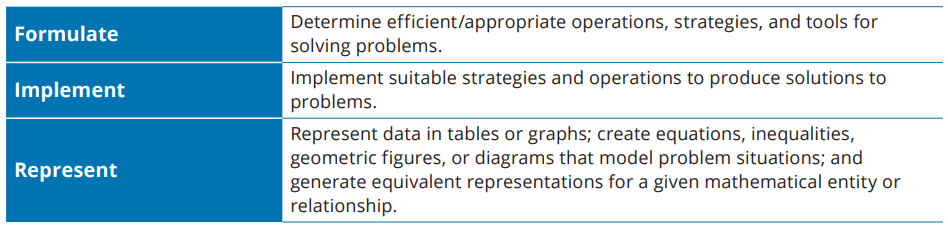 Formulate
Determine efficient/appropriate operations, strategies, and tools for
solving problems.
Implement
Implement suitable strategies and operations to produce solutions to
problems.
Represent
Represent data in tables or graphs; create equations, inequalities,
geometric figures, or diagrams that model problem situations; and
generate equivalent representations for a given mathematical entity or
relationship.